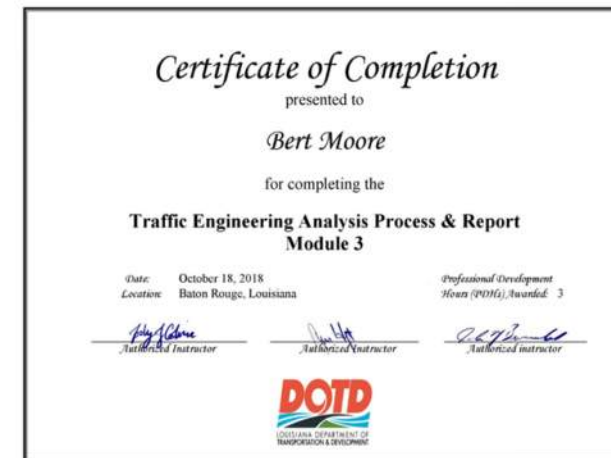 Certificate of Completion
presented to
Bert Moore
for completing the
Traffic Engineering Analysis Process & Report
Module 3
Date: October 18, 2018
Location: Baton Rouge, Louisiana
Professional Development
Hours (PDHs) Awarded: 3
Authorized Instructor
Authorized Instructor
Authorized instructor
DOTD
LOUISIANA DEPARTMENT OF
TRANSPORTATION & DEVELOPMENT